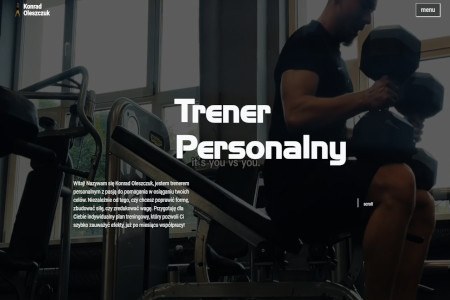 Konrad
Oleszczuk
menu
Trener
Personalny
it's you vs you.
Witaj! Nazywam się Konrad Oleszczuk, jestem trenerem
personalnym z pasją do pomagania w osiąganiu twoich
celów. Niezależnie od tego, czy chcesz poprawić formę,
zbudować siłę, czy zredukować wagę. Przygotuję dla
Ciebie indywidualny plan treningowy, który pozwoli Ci
szybko zauważyć efekty, już po miesiącu współpracy!
scroll